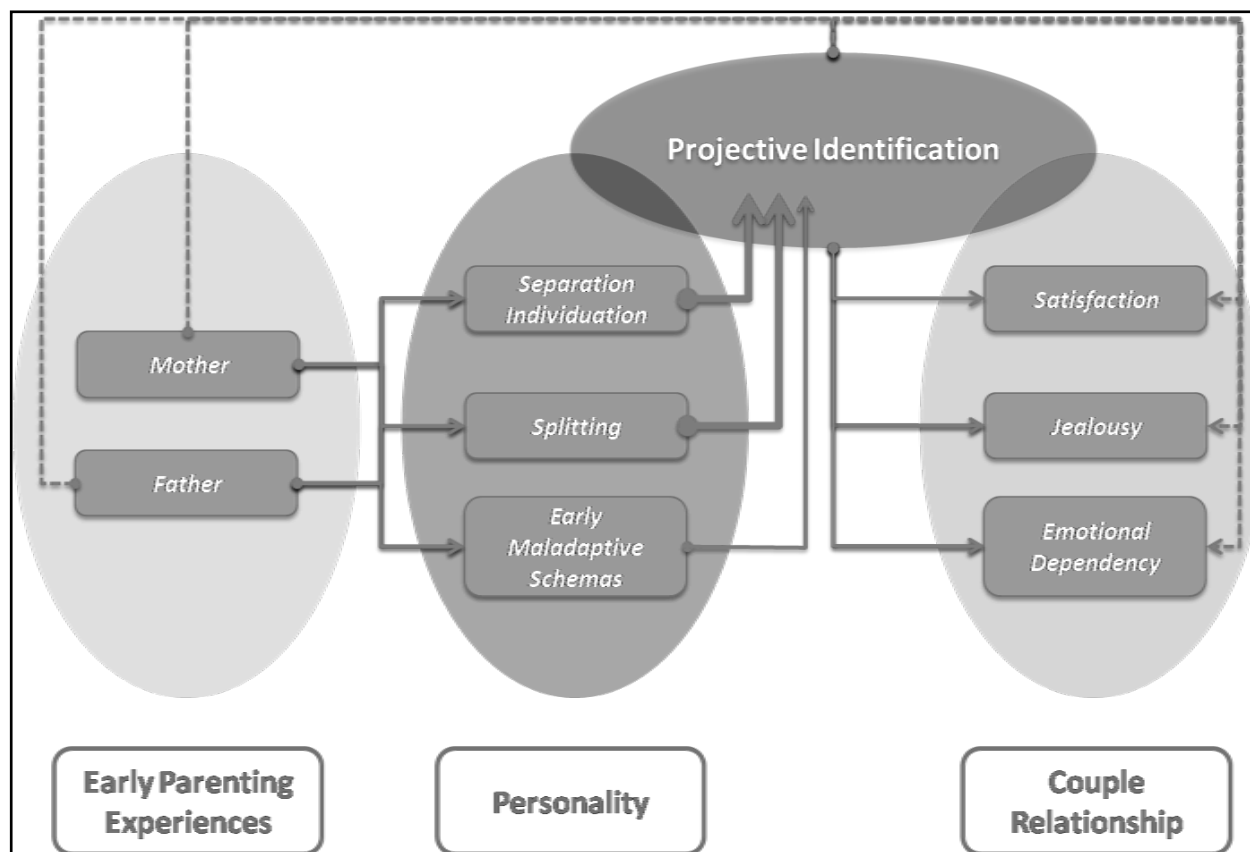 Projective Identification
Separation
Individuation
Satisfaction
Mother
Splitting
Jealousy
Father
Early
Maladaptive
Schemas
Emotional
Dependency
Early Parenting
Experiences
Personality
Couple
Relationship